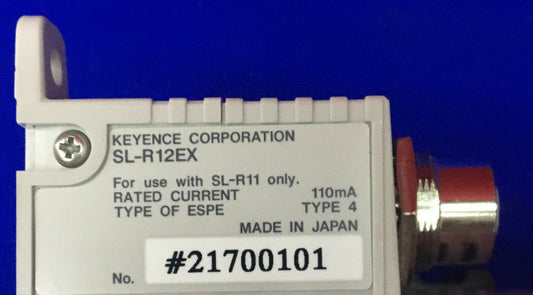 KEYENCE CORPORATION
SL-R12EX
For use with SL-R11 only.
RATED CURRENT 110mA
TYPE OF ESPE TYPE 4
MADE IN JAPAN
No. #21700101